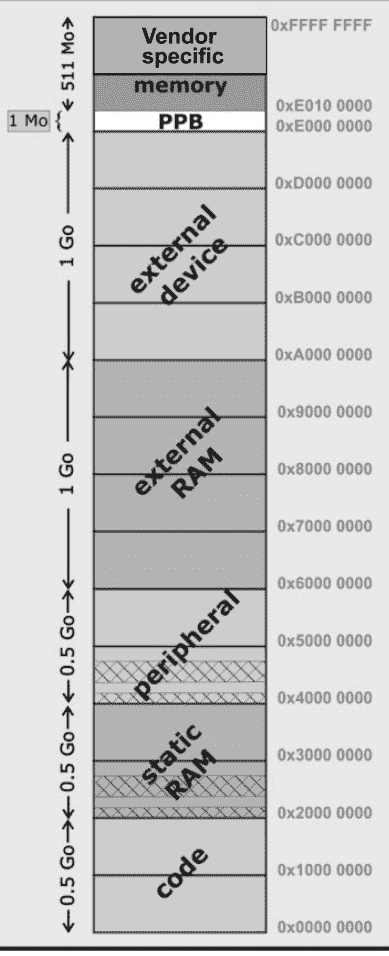 0xFFFF FFFF
Vendor
specific
511 Mo
memory
0xE010 0000
1 Mo
PPB
0xE000 0000
0xD000 0000
external
device
0xC000 0000
1 Go
0xB000 0000
0xA000 0000
0x9000 0000
external
RAM
0x8000 0000
1 Go
0x7000 0000
0x6000 0000
peripheral
0x5000 0000
0.5 Go
0x4000 0000
static
RAM
0x3000 0000
0.5 Go
0x2000 0000
code
0x1000 0000
0.5 Go
0x0000 0000